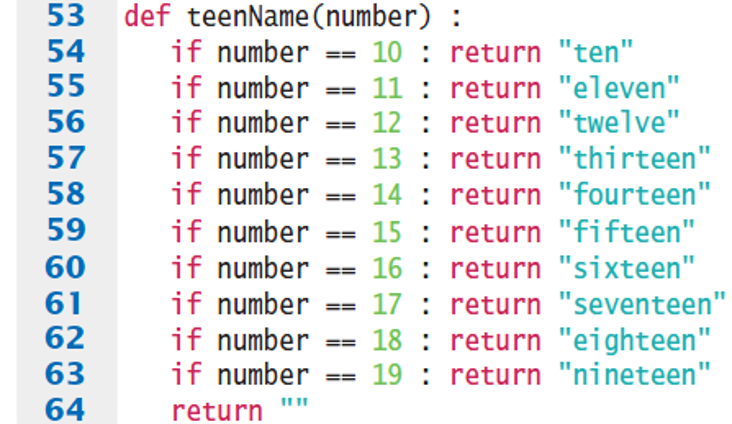 53 def teenName(number) :
54 if number == 10 : return "ten"
55 if number == 11 : return "eleven"
56 if number == 12 : return "twelve"
57 if number == 13 : return "thirteen"
58 if number == 14 : return "fourteen"
59 if number == 15 : return "fifteen"
60 if number == 16 : return "sixteen"
61 if number == 17 : return "seventeen"
62 if number == 18 : return "eighteen"
63 if number == 19 : return "nineteen"
64 return ""